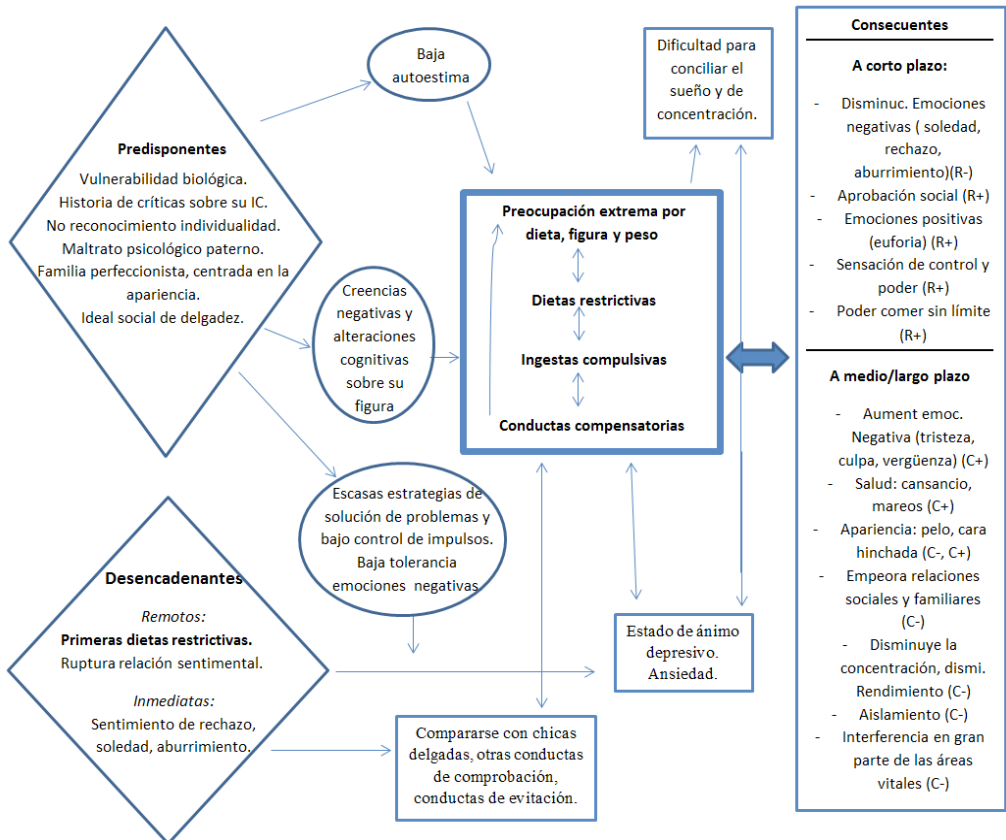 Predisponentes
Vulnerabilidad biológica.
Historia de críticas sobre su IC.
No reconocimiento individualidad.
Maltrato psicológico paterno.
Familia perfeccionista, centrada en la
apariencia.
Ideal social de delgadez.
Desencadenantes
Remotos:
Primeras dietas restrictivas.
Ruptura relación sentimental.
Inmediatas:
Sentimiento de rechazo,
soledad, aburrimiento.
Baja
autoestima
Creencias
negativas y
alteraciones
cognitivas
sobre su
figura
Escasas estrategias de
solución de problemas y
bajo control de impulsos.
Baja tolerancia
emociones negativas
Preocupación extrema por
dieta, figura y peso
Dietas restrictivas
Ingestas compulsivas
Conductas compensatorias
Dificultad para
conciliar el
sueño y de
concentración.
Estado de ánimo
depresivo.
Ansiedad.
Compararse con chicas
delgadas, otras conductas
de comprobación,
conductas de evitación.
Consecuentes
A corto plazo:
- Disminuc. Emociones
negativas ( soledad,
rechazo,
aburrimiento)(R-)
- Aprobación social (R+)
- Emociones positivas
(euforia) (R+)
- Sensación de control y
poder (R+)
- Poder comer sin límite
(R+)
A medio/largo plazo
- Aument emoc.
Negativa (tristeza,
culpa, vergüenza) (C+)
- Salud: cansancio,
mareos (C+)
- Apariencia: pelo, cara
hinchada (C-, C+)
- Empeora relaciones
sociales y familiares
(C-)
- Disminuye la
concentración, dismi.
Rendimiento (C-)
- Aislamiento (C-)
- Interferencia en gran
parte de las áreas
vitales (C-)